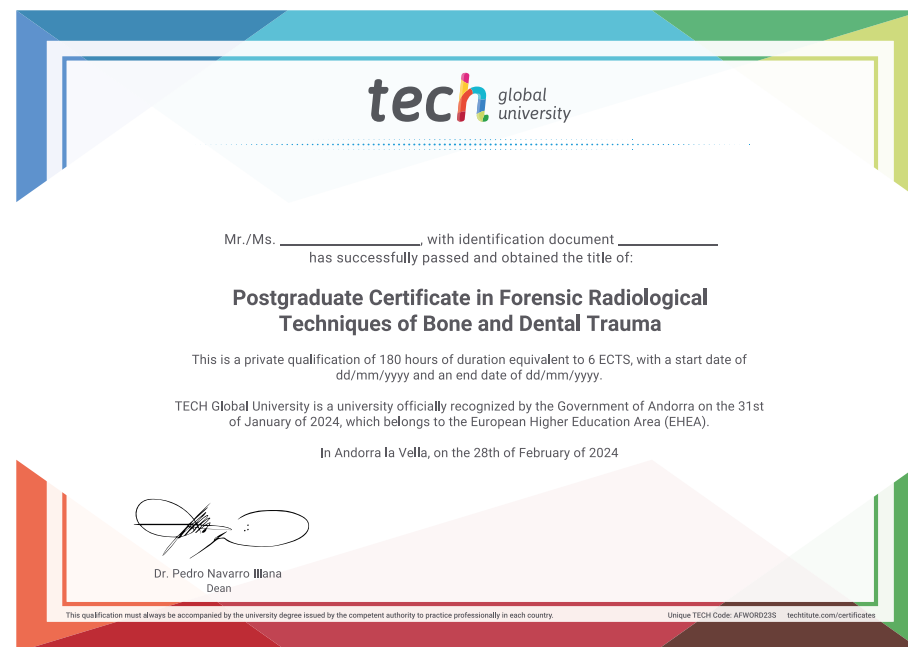 tech global
university
Mr./Ms. ____________, with identification document ____________
has successfully passed and obtained the title of:
Postgraduate Certificate in Forensic Radiological
Techniques of Bone and Dental Trauma
This is a private qualification of 180 hours of duration equivalent to 6 ECTS, with a start date of
dd/mm/yyyy and an end date of dd/mm/yyyy.
TECH Global University is a university officially recognized by the Government of Andorra on the 31st
of January of 2024, which belongs to the European Higher Education Area (EHEA).
In Andorra la Vella, on the 28th of February of 2024
Dr. Pedro Navarro Illana
Dean
This qualification must always be accompanied by the university degree issued by the competent authority to practice professionally in each country. Unique TECH Code: AFWORD23S techtitute.com/certificates